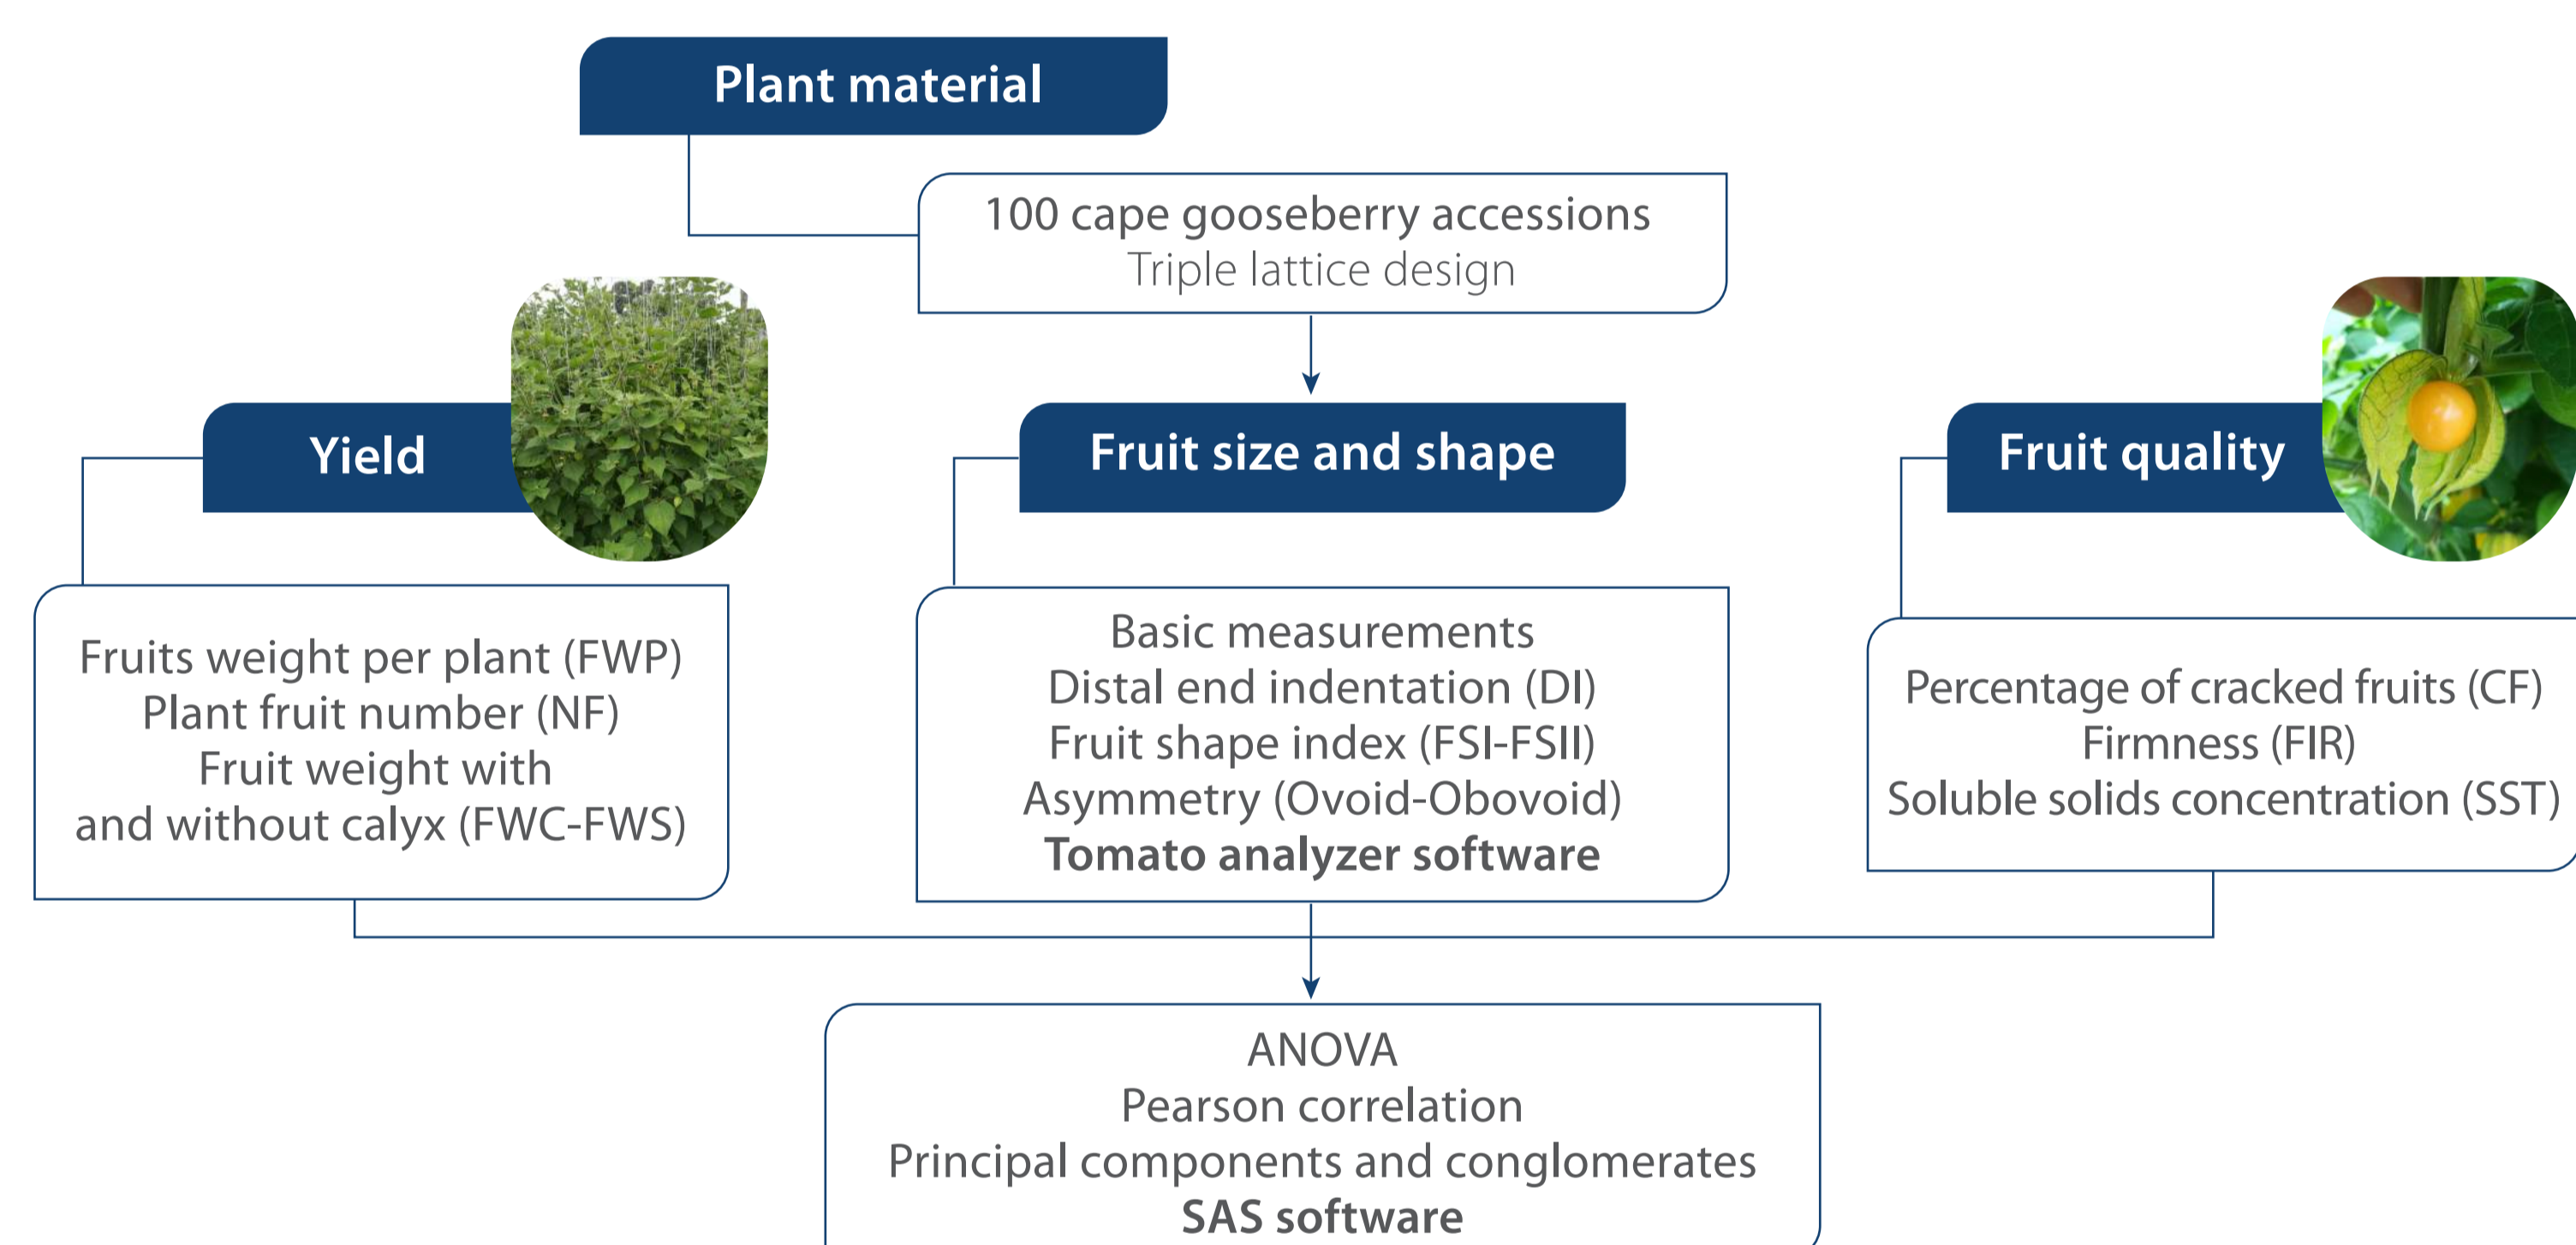 Plant material
100 cape gooseberry accessions
Triple lattice design
Yield
Fruits weight per plant (FWP)
Plant fruit number (NF)
Fruit weight with
and without calyx (FWC-FWS)
Fruit size and shape
Basic measurements
Distal end indentation (DI)
Fruit shape index (FSI-FSII)
Asymmetry (Ovoid-Obovoid)
Tomato analyzer software
Fruit quality
Percentage of cracked fruits (CF)
Firmness (FIR)
Soluble solids concentration (SST)
ANOVA
Pearson correlation
Principal components and conglomerates
SAS software